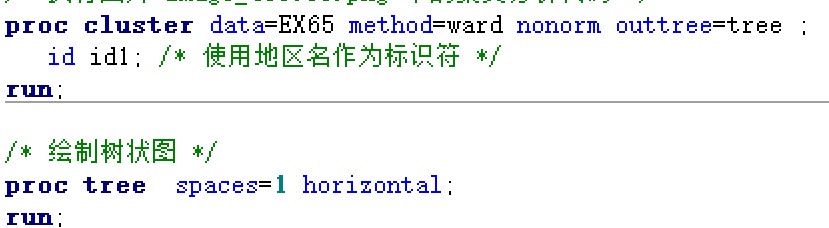 proc cluster data=EX65 method=ward nonorm outtree=tree ;
id id1; /* 使用地区名作为标识符 */
run;
/* 绘制树状图 */
proc tree  spaces=1 horizontal;
run;